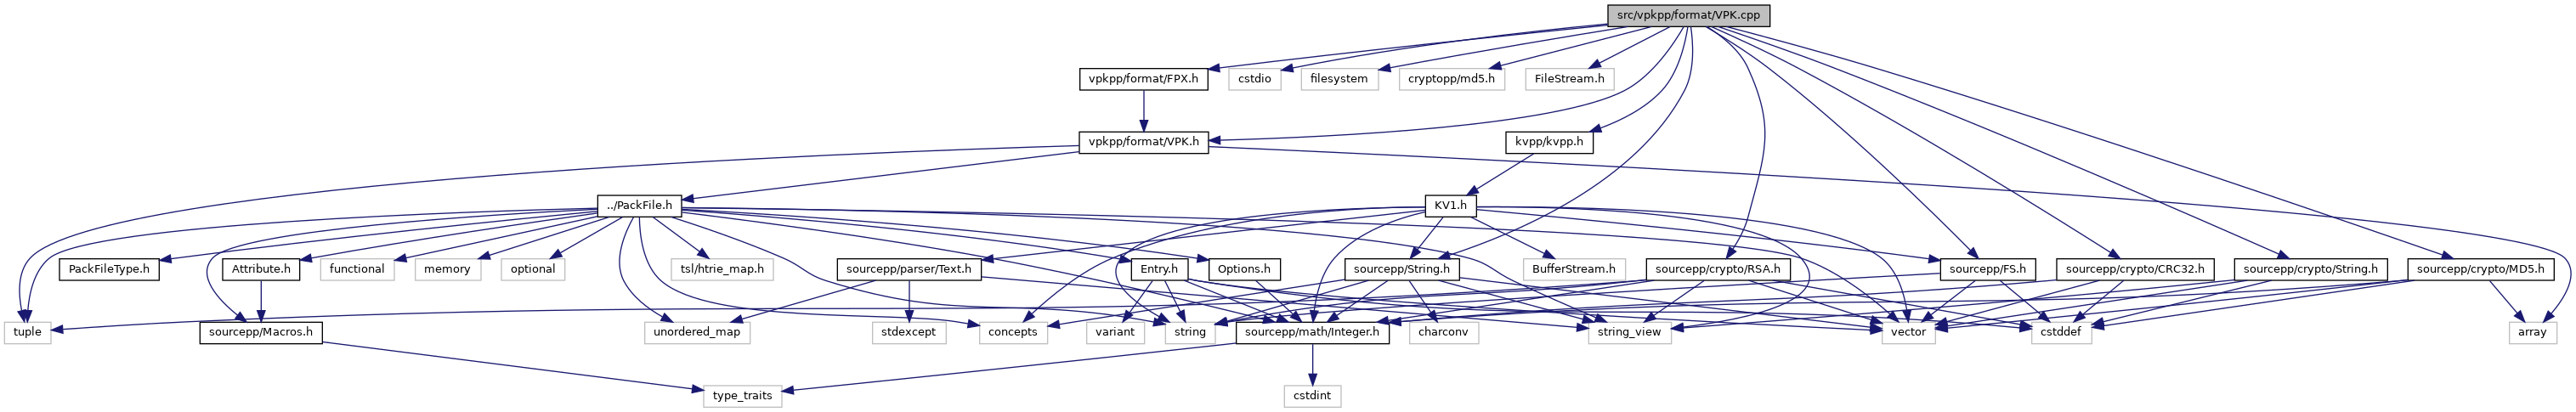 src/vpkpp/format/VPK.cpp
vpkpp/format/FPX.h
cstdio
filesystem
cryptopp/md5.h
FileStream.h
vpkpp/format/VPK.h
kvpp/kvpp.h
../PackFile.h
KV1.h
PackFileType.h
Attribute.h
functional
memory
optional
tsl/htrie_map.h
sourcepp/parser/Text.h
Entry.h
Options.h
sourcepp/String.h
BufferStream.h
sourcepp/crypto/RSA.h
sourcepp/FS.h
sourcepp/crypto/CRC32.h
sourcepp/crypto/String.h
sourcepp/crypto/MD5.h
tuple
sourcepp/Macros.h
unordered_map
stdexcept
concepts
variant
string
sourcepp/math/Integer.h
charconv
string_view
vector
cstddef
array
type_traits
cstdint